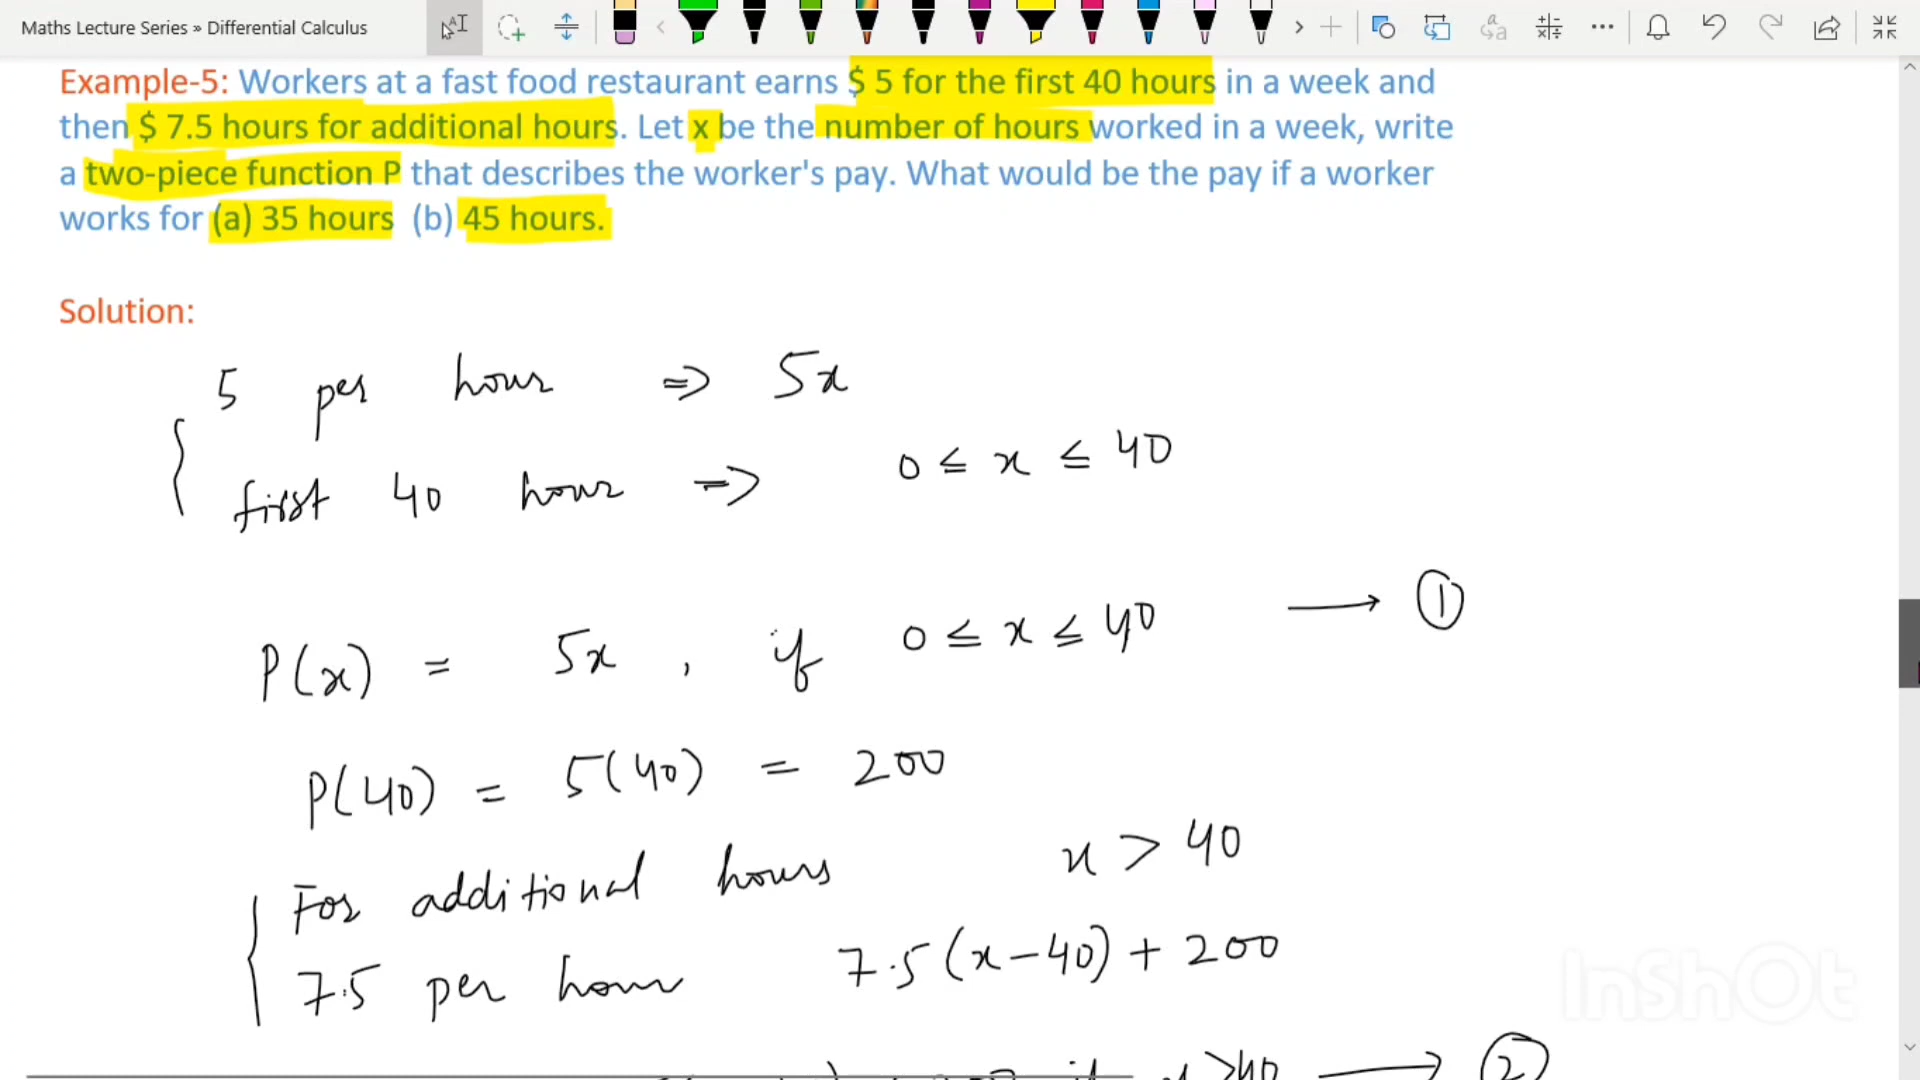 Maths Lecture Series » Differential Calculus
Example-5: Workers at a fast food restaurant earns $ 5 for the first 40 hours in a week and
then $ 7.5 hours for additional hours. Let x be the number of hours worked in a week, write
a two-piece function P that describes the worker's pay. What would be the pay if a worker
works for (a) 35 hours (b) 45 hours.
Solution:
5 per hour => 5x
first 40 hour => 0 ≤ x ≤ 40
P(x) = 5x , if 0 ≤ x ≤ 40 → ①
P(40) = 5(40) = 200
For additional hours x > 40
7.5 per hour 7.5(x-40) + 200
x >40 → ②
InShOt